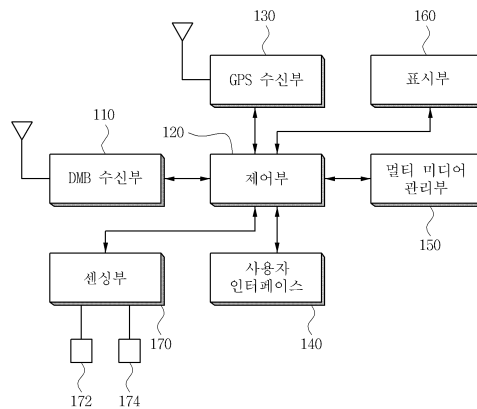 130
160
GPS 수신부
표시부
110
120
DMB 수신부
제어부
멀티 미디어
관리부
150
센싱부
사용자
인터페이스
170
140
172
174